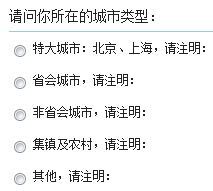 请问你所在的城市类型：
特大城市：北京、上海，请注明：
省会城市，请注明：
非省会城市，请注明：
集镇及农村，请注明：
其他，请注明：